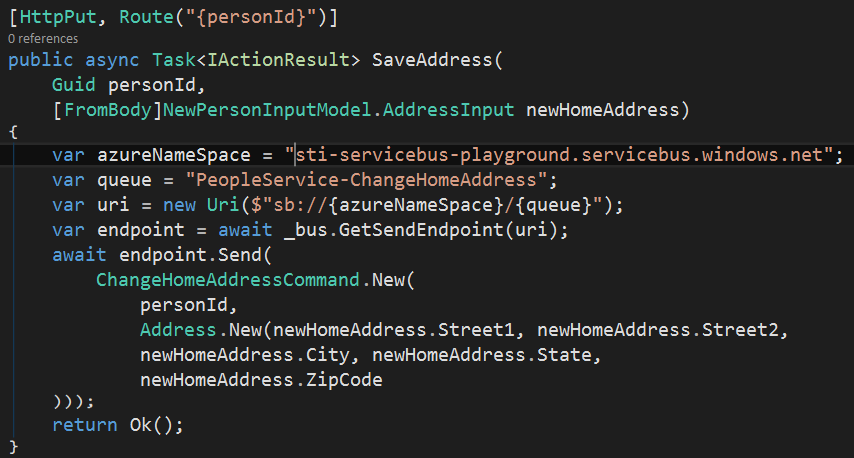 [HttpPut, Route("{personId}")]
0 references
public async Task<IActionResult> SaveAddress(
Guid personId,
[FromBody]NewPersonInputModel.AddressInput newHomeAddress)
{
var azureNameSpace = "sti-servicebus-playground.servicebus.windows.net";
var queue = "PeopleService-ChangeHomeAddress";
var uri = new Uri($"sb://{azureNameSpace}/{queue}");
var endpoint = await _bus.GetSendEndpoint(uri);
await endpoint.Send(
ChangeHomeAddressCommand.New(
personId,
Address.New(newHomeAddress.Street1, newHomeAddress.Street2,
newHomeAddress.City, newHomeAddress.State,
newHomeAddress.ZipCode
)));
return Ok();
}